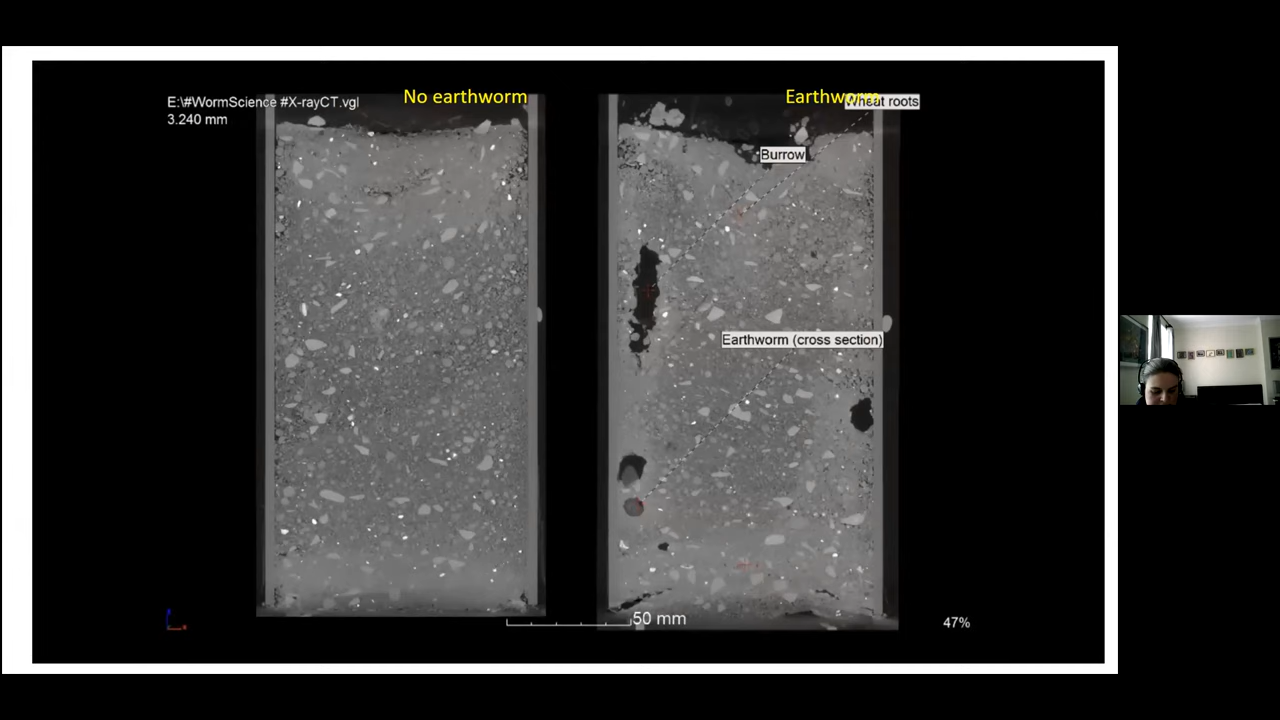 E:\#WormScience #X-rayCT.vgl
3.240 mm
No earthworm
Earthworm
Wheat roots
Burrow
Earthworm (cross section)
50 mm
47%